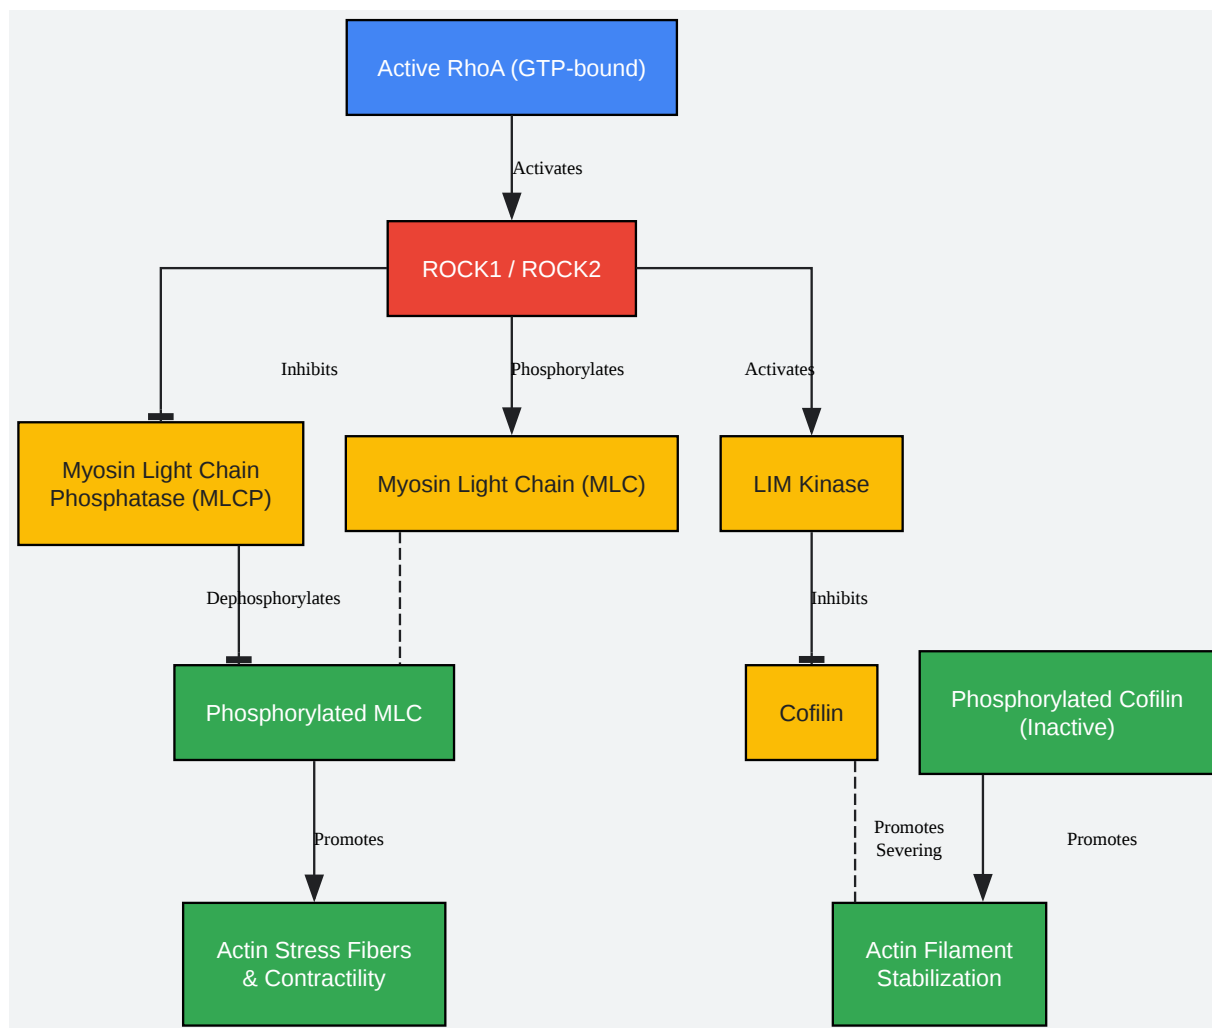 Active RhoA (GTP-bound)
Activates
ROCK1 / ROCK2
Inhibits
Phosphorylates
Activates
Myosin Light Chain
Phosphatase (MLCP)
Myosin Light Chain (MLC)
LIM Kinase
Dephosphorylates
Inhibits
Phosphorylated MLC
Cofilin
Phosphorylated Cofilin
(Inactive)
Promotes
Promotes
Severing
Promotes
Actin Stress Fibers
& Contractility
Actin Filament
Stabilization